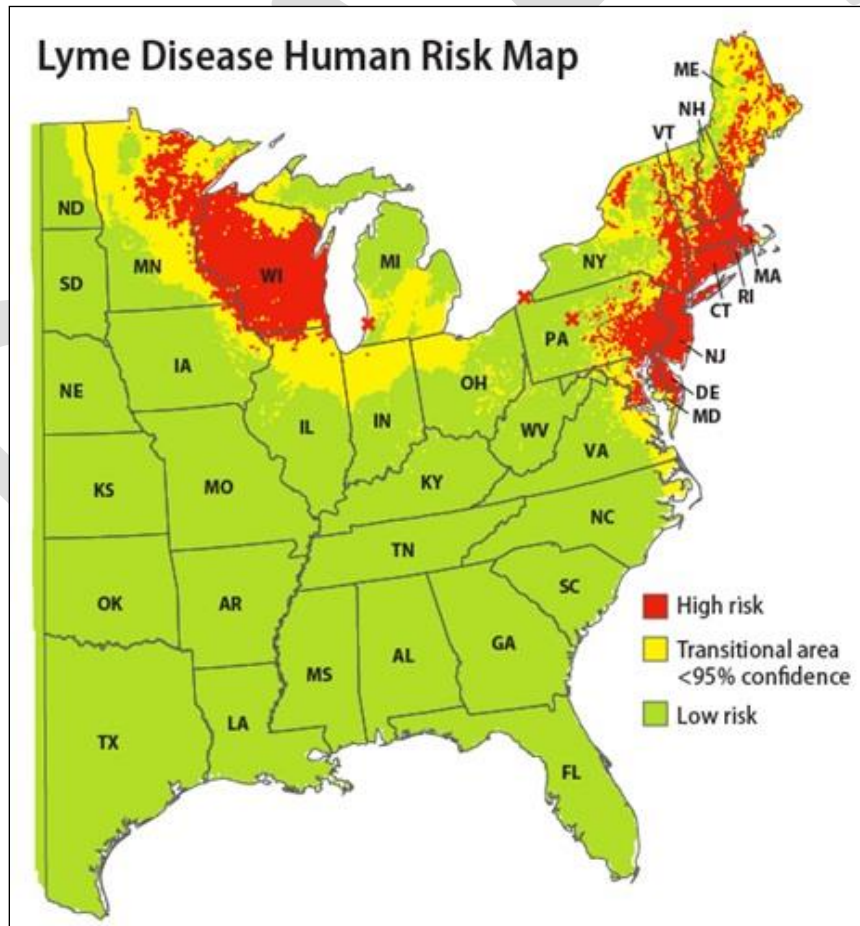 Lyme Disease Human Risk Map
ME
NH
VT
ND
MN
WI
MI
NY
MA
SD
RI
CT
PA
NJ
IA
OH
NE
DE
MD
IL
IN
WV
VA
KS
MO
KY
NC
TN
OK
AR
SC
High risk
GA
Transitional area
<95% confidence
MS
AL
Low risk
LA
TX
FL